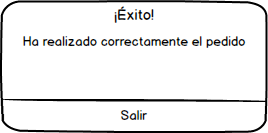 ¡Éxito!
Ha realizado correctamente el pedido
Salir